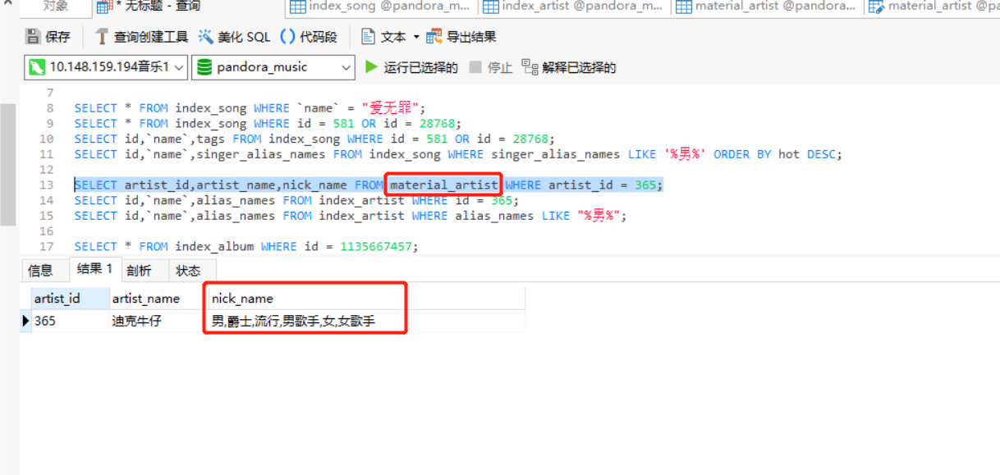 对象 * 无标题 - 查询 index_song @pandora_m... index_artist @pandora_m... material_artist @pandora... material_artist @pa
保存 查询创建工具 美化 SQL () 代码段 文本 导出结果
10.148.159.194音乐1 pandora_music 运行已选择的 停止 解释已选择的
7
8 SELECT * FROM index_song WHERE `name` = "爱无罪";
9 SELECT * FROM index_song WHERE id = 581 OR id = 28768;
10 SELECT id,`name`,tags FROM index_song WHERE id = 581 OR id = 28768;
11 SELECT id,`name`,singer_alias_names FROM index_song WHERE singer_alias_names LIKE '%男%' ORDER BY hot DESC;
12
13 SELECT artist_id,artist_name,nick_name FROM material_artist WHERE artist_id = 365;
14 SELECT id,`name`,alias_names FROM index_artist WHERE id = 365;
15 SELECT id,`name`,alias_names FROM index_artist WHERE alias_names LIKE "%男%";
16
17 SELECT * FROM index_album WHERE id = 1135667457;
信息 结果 1 剖析 状态
artist_id artist_name nick_name
365 迪克牛仔 男,爵士,流行,男歌手,女,女歌手